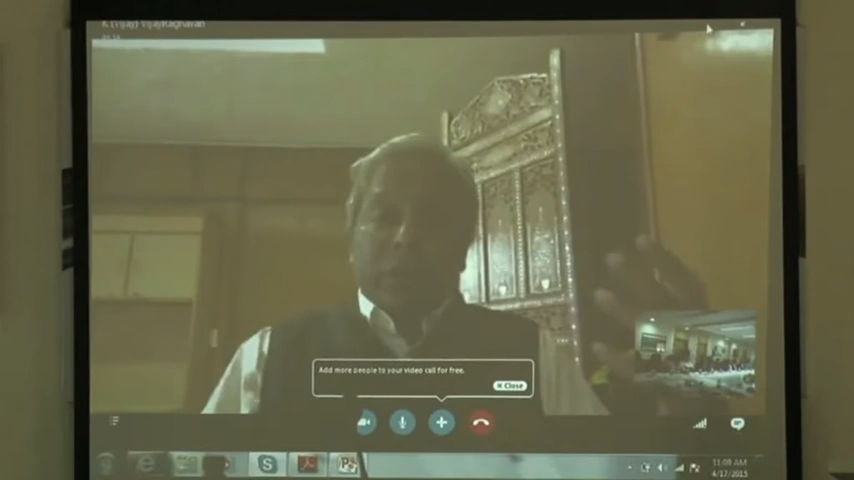 K (Vijay) VijayRaghavan
Add more people to your video call for free.
Close
11:09 AM
4/17/2015